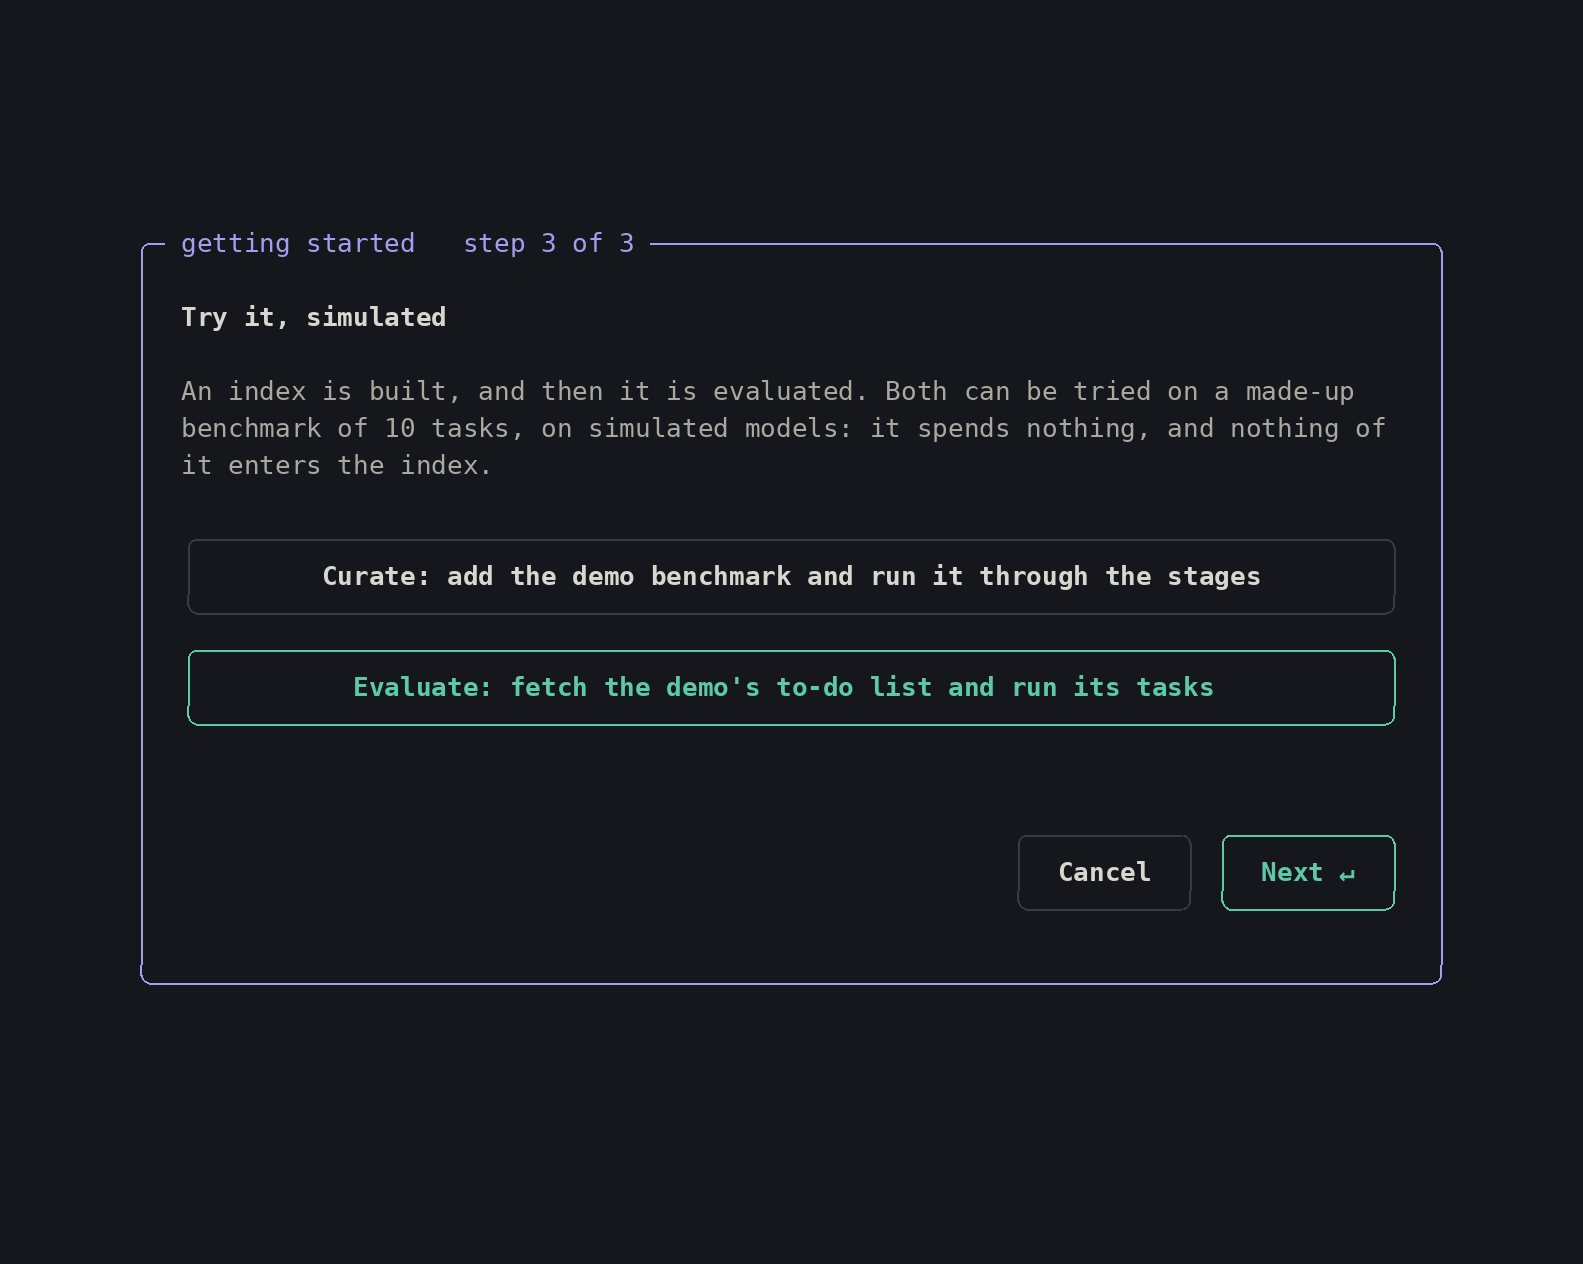 getting started   step 3 of 3
Try it, simulated
An index is built, and then it is evaluated. Both can be tried on a made-up
benchmark of 10 tasks, on simulated models: it spends nothing, and nothing of
it enters the index.
Curate: add the demo benchmark and run it through the stages
Evaluate: fetch the demo's to-do list and run its tasks
Cancel   Next ↵